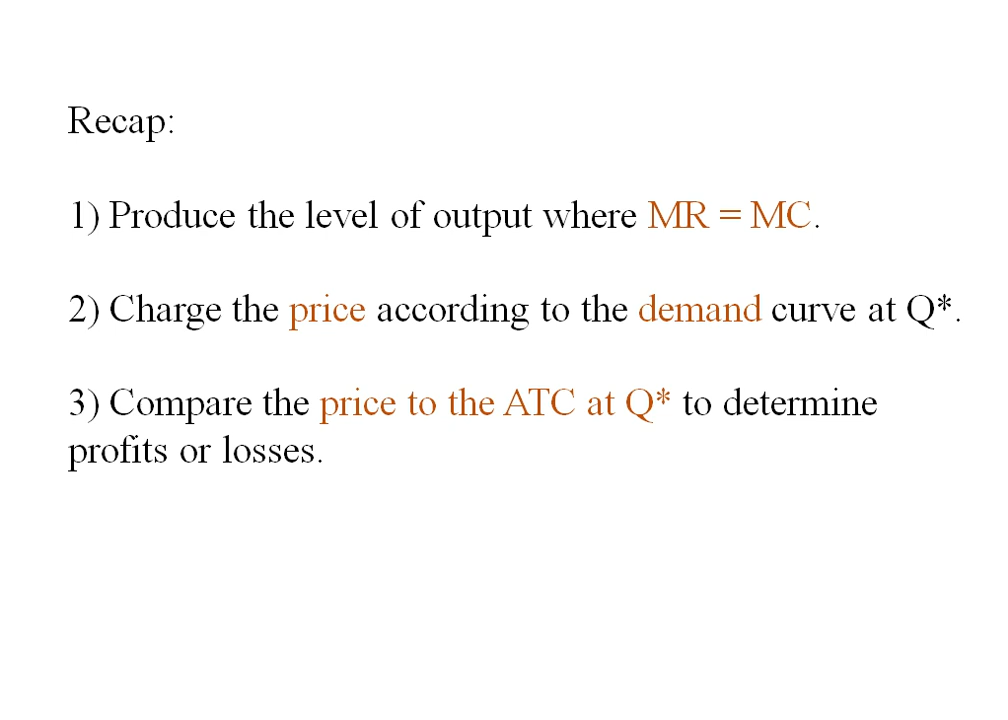 Recap:
1) Produce the level of output where MR = MC.
2) Charge the price according to the demand curve at Q*.
3) Compare the price to the ATC at Q* to determine
profits or losses.